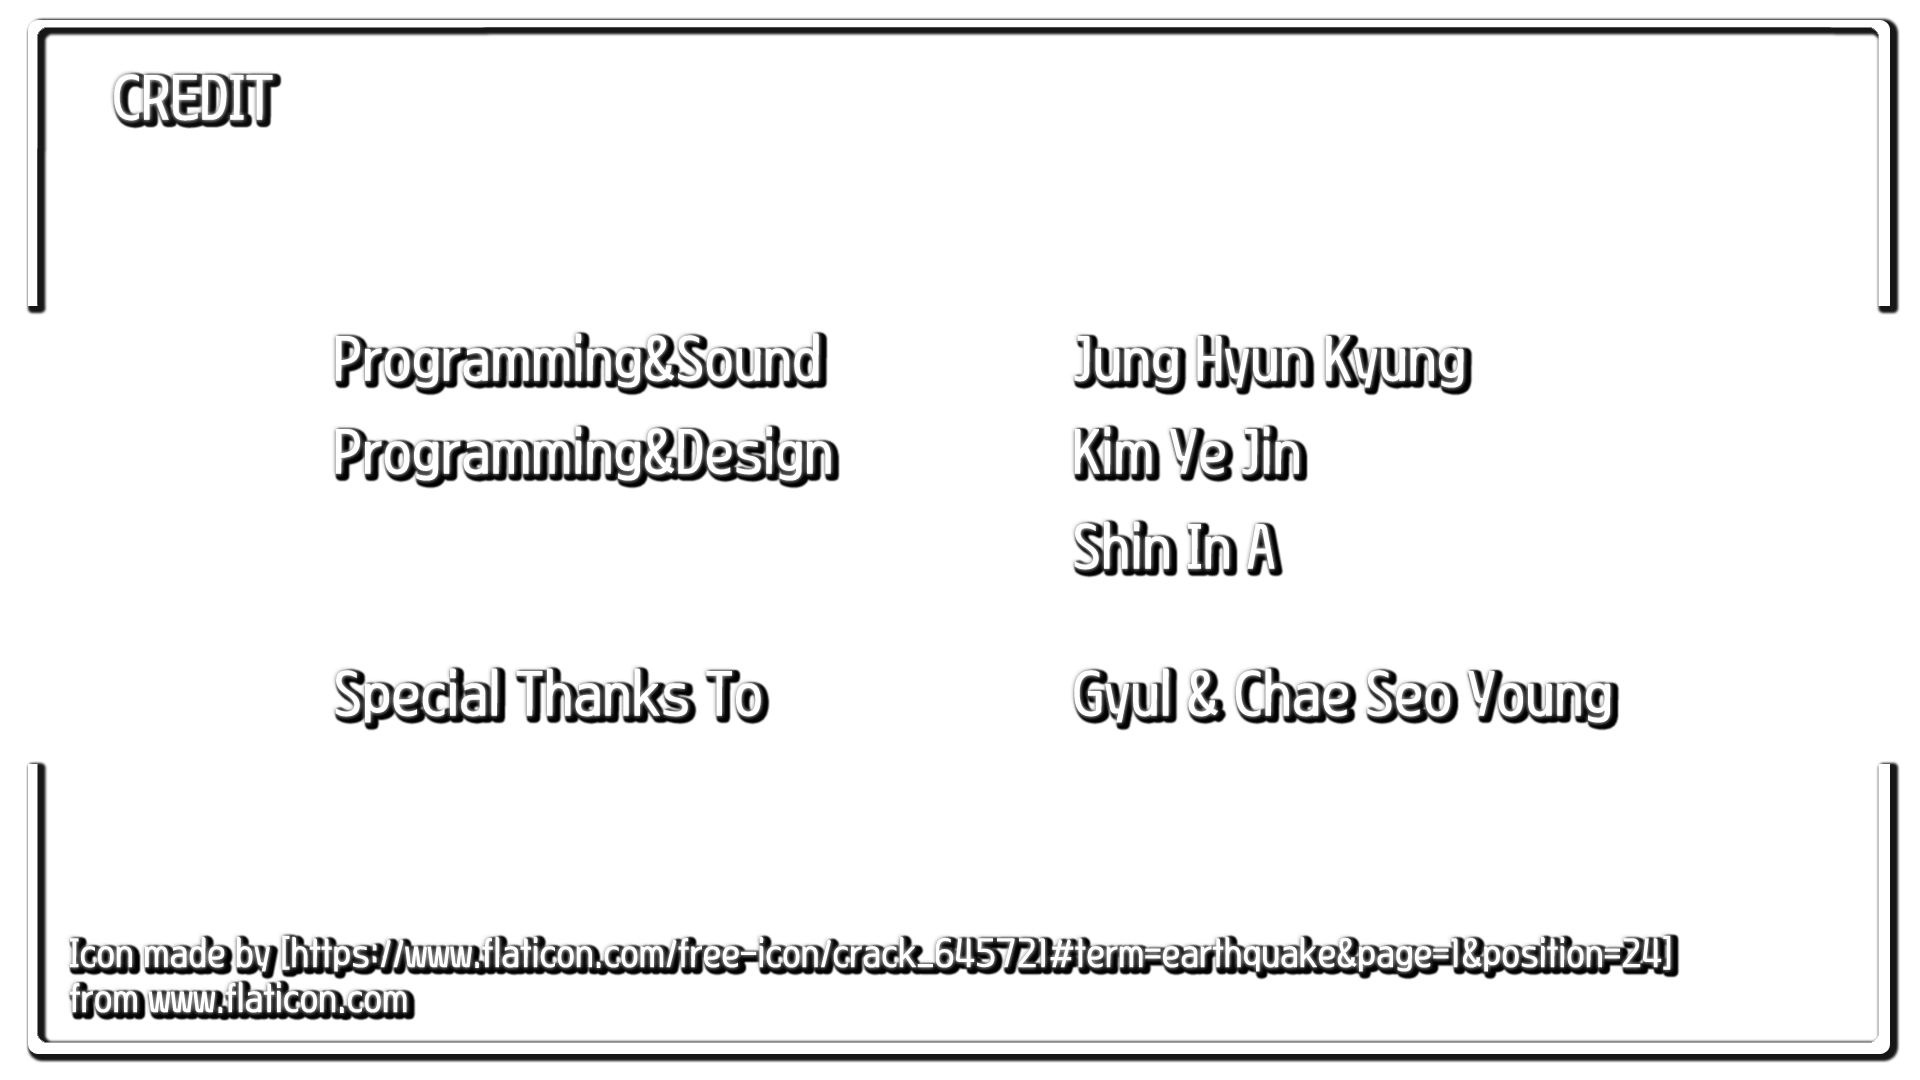 CREDIT
Programming&Sound Jung Hyun Kyung
Programming&Design Kim Ye Jin
Shin In A
Special Thanks To Gyul & Chae Seo Young
Icon made by [https://www.flaticon.com/free-icon/crack_645721#term=earthquake&page=1&position=24]
from www.flaticon.com